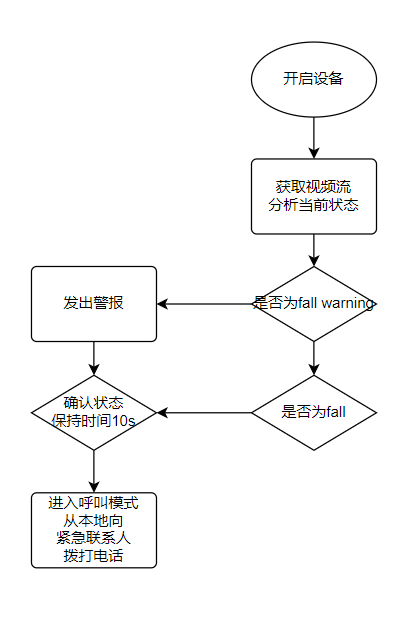 开启设备
获取视频流
分析当前状态
是否为fall warning
发出警报
确认状态
保持时间10s
是否为fall
进入呼叫模式
从本地向
紧急联系人
拨打电话